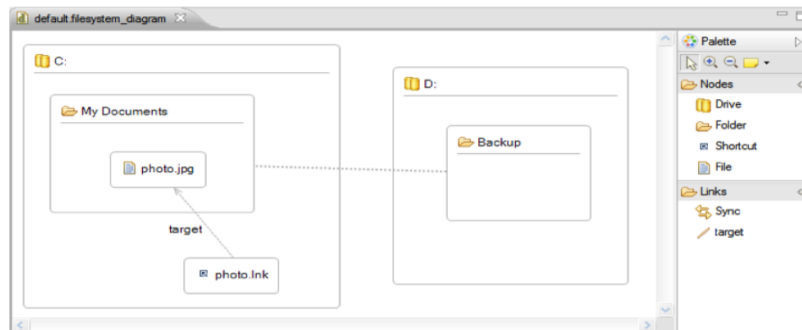 default.filesystem_diagram
C:
My Documents
photo.jpg
target
photo.lnk
D:
Backup
Palette
Nodes
Drive
Folder
Shortcut
File
Links
Sync
target